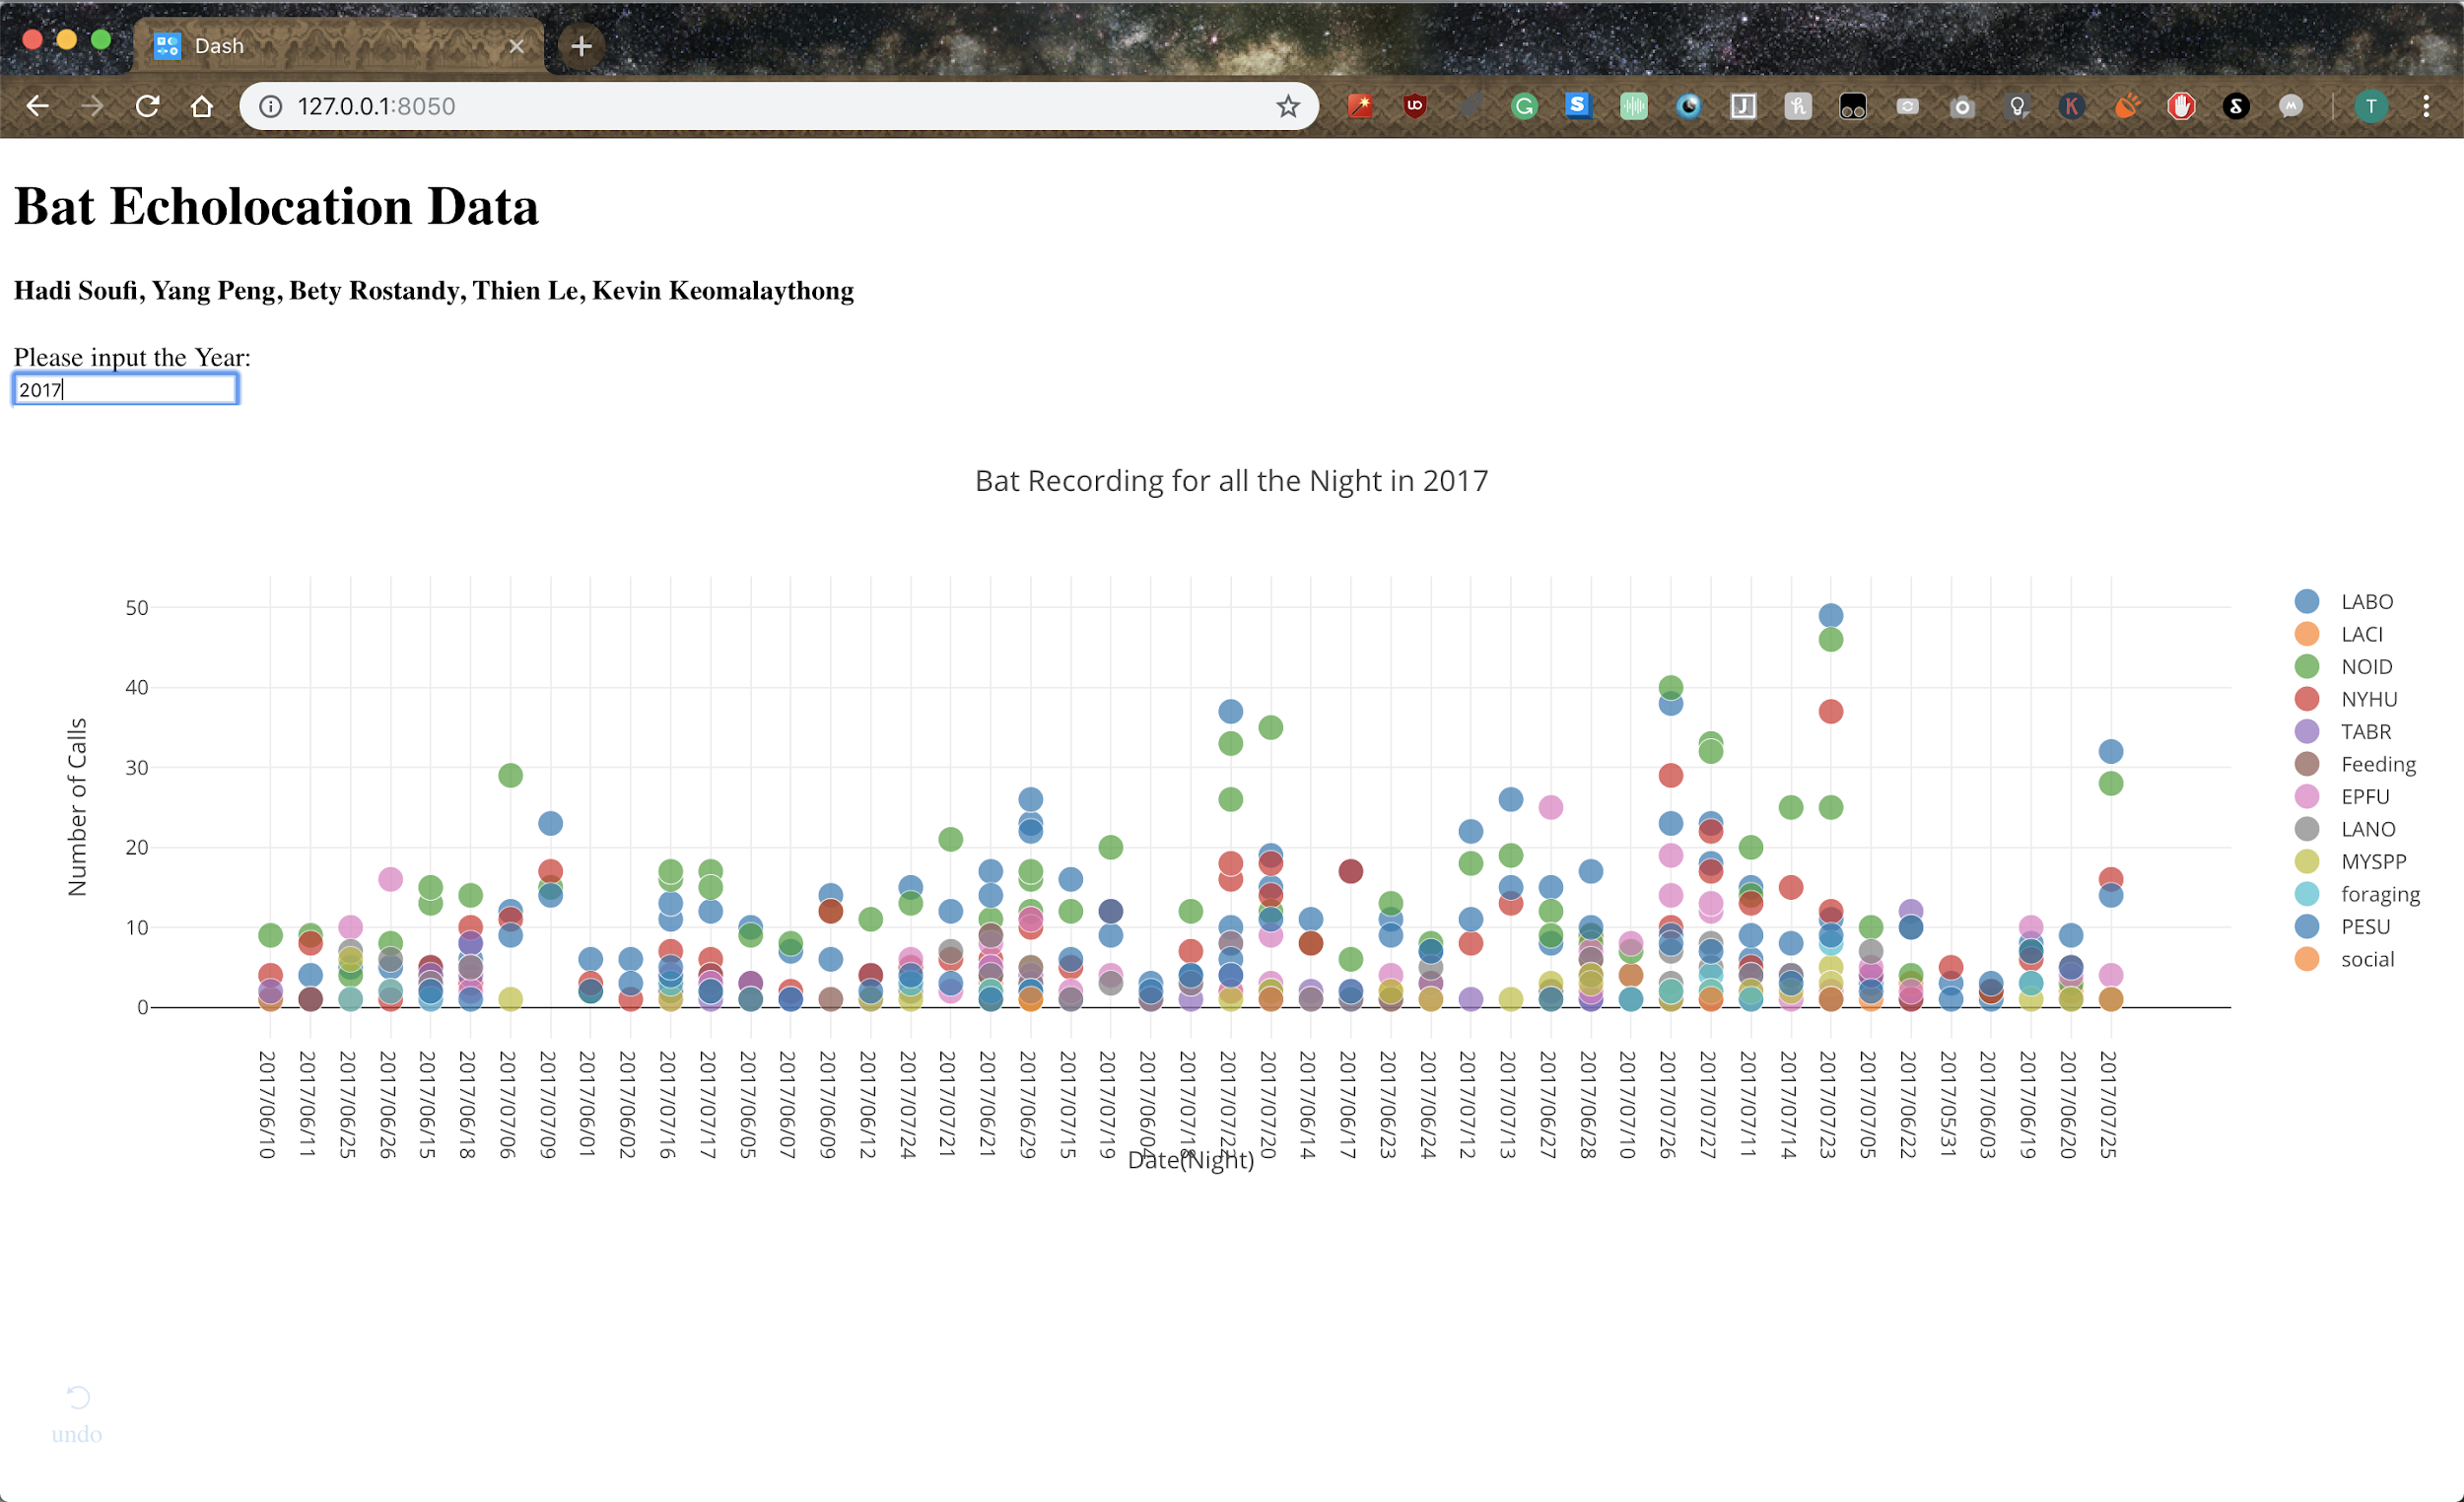 Dash
127.0.0.1:8050
Bat Echolocation Data
Hadi Soufi, Yang Peng, Bety Rostandy, Thien Le, Kevin Keomalaythong
Please input the Year:
2017
Bat Recording for all the Night in 2017
Number of Calls
50
40
30
20
10
0
LABO
LACI
NOID
NYHU
TABR
Feeding
EPFU
LANO
MYSPP
foraging
PESU
social
2017/06/10
2017/06/11
2017/06/25
2017/06/26
2017/06/15
2017/06/18
2017/07/06
2017/07/09
2017/06/01
2017/06/02
2017/07/16
2017/07/17
2017/06/05
2017/06/07
2017/06/09
2017/06/12
2017/07/24
2017/07/21
2017/06/21
2017/06/29
2017/07/15
2017/07/19
2017/06/04
2017/07/18
2017/07/22
2017/07/20
2017/06/14
2017/06/17
2017/06/23
2017/06/24
2017/07/12
2017/07/13
2017/06/27
2017/06/28
2017/07/10
2017/07/26
2017/07/27
2017/07/11
2017/07/14
2017/07/23
2017/07/05
2017/06/22
2017/05/31
2017/06/03
2017/06/19
2017/06/20
2017/07/25
Date(Night)
undo